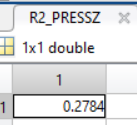 R2_PRESSZ
1x1 double
1
1 0.2784